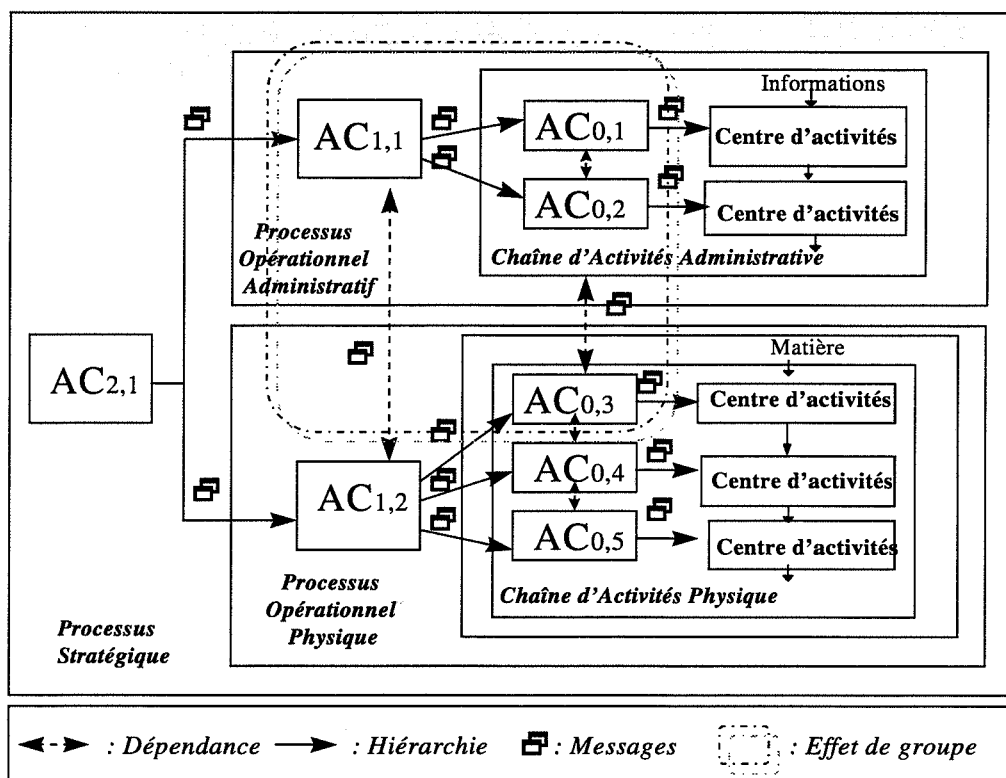 Informations
AC1,1
AC0,1
Centre d'activités
AC0,2
Centre d'activités
Processus
Opérationnel
Administratif
Chaîne d'Activités Administrative
AC2,1
Matière
AC0,3
Centre d'activités
AC1,2
AC0,4
Centre d'activités
AC0,5
Centre d'activités
Processus
Opérationnel
Physique
Chaîne d'Activités Physique
Processus
Stratégique
: Dépendance
: Hiérarchie
: Messages
: Effet de groupe